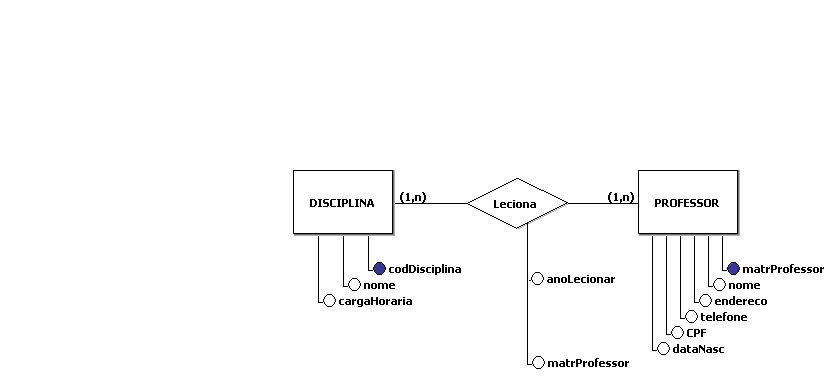 DISCIPLINA
(1,n)
Leciona
(1,n)
PROFESSOR
codDisciplina
nome
cargaHoraria
anoLecionar
matrProfessor
matrProfessor
nome
endereco
telefone
CPF
dataNasc